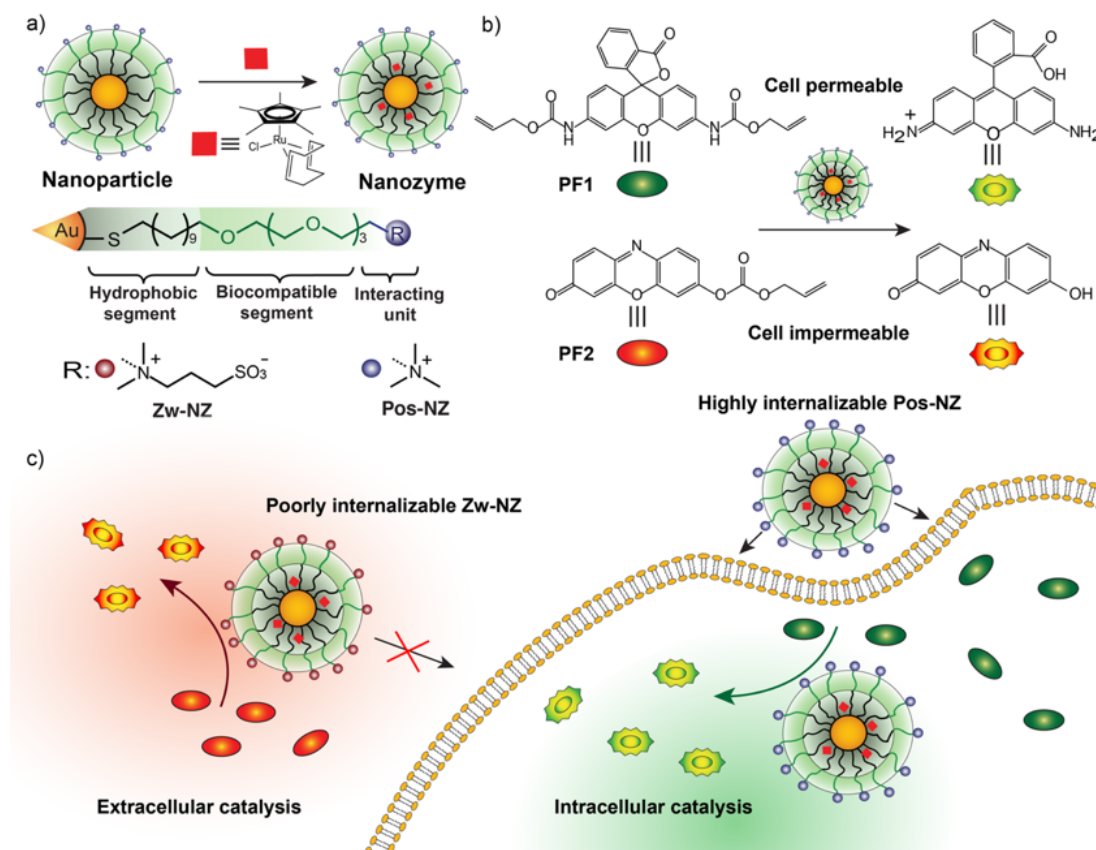 a)
Nanoparticle
Cl
Ru
Nanozyme
Au
S
9
O
O
3
R
Hydrophobic
segment
Biocompatible
segment
Interacting
unit
R:
N
+
SO3
−
N
+
Zw-NZ
Pos-NZ
b)
O
O
O
O
N
H
O
N
H
O
O
PF1
Cell permeable
O
OH
+
H2N
O
NH2
N
O
O
O
O
O
PF2
Cell impermeable
N
O
O
OH
c)
Highly internalizable Pos-NZ
Poorly internalizable Zw-NZ
Extracellular catalysis
Intracellular catalysis